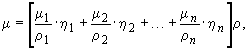 μ = [ μ₁/ρ₁ · η₁ + μ₂/ρ₂ · η₂ + ... + μₙ/ρₙ · ηₙ ] ρ,